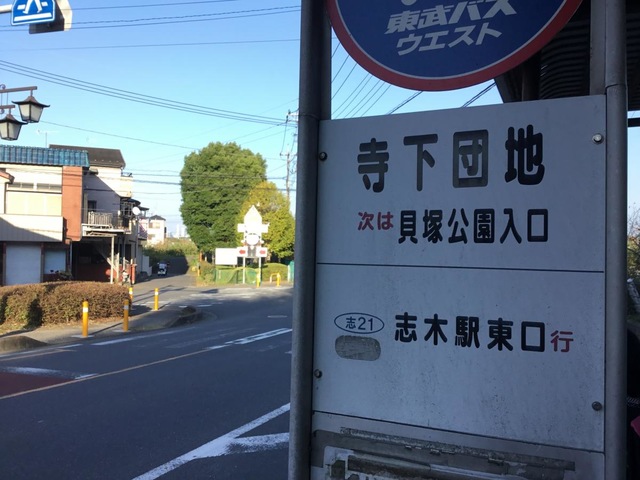 東武バス
ウエスト
寺下団地
次は 貝塚公園入口
志21
志木駅東口行